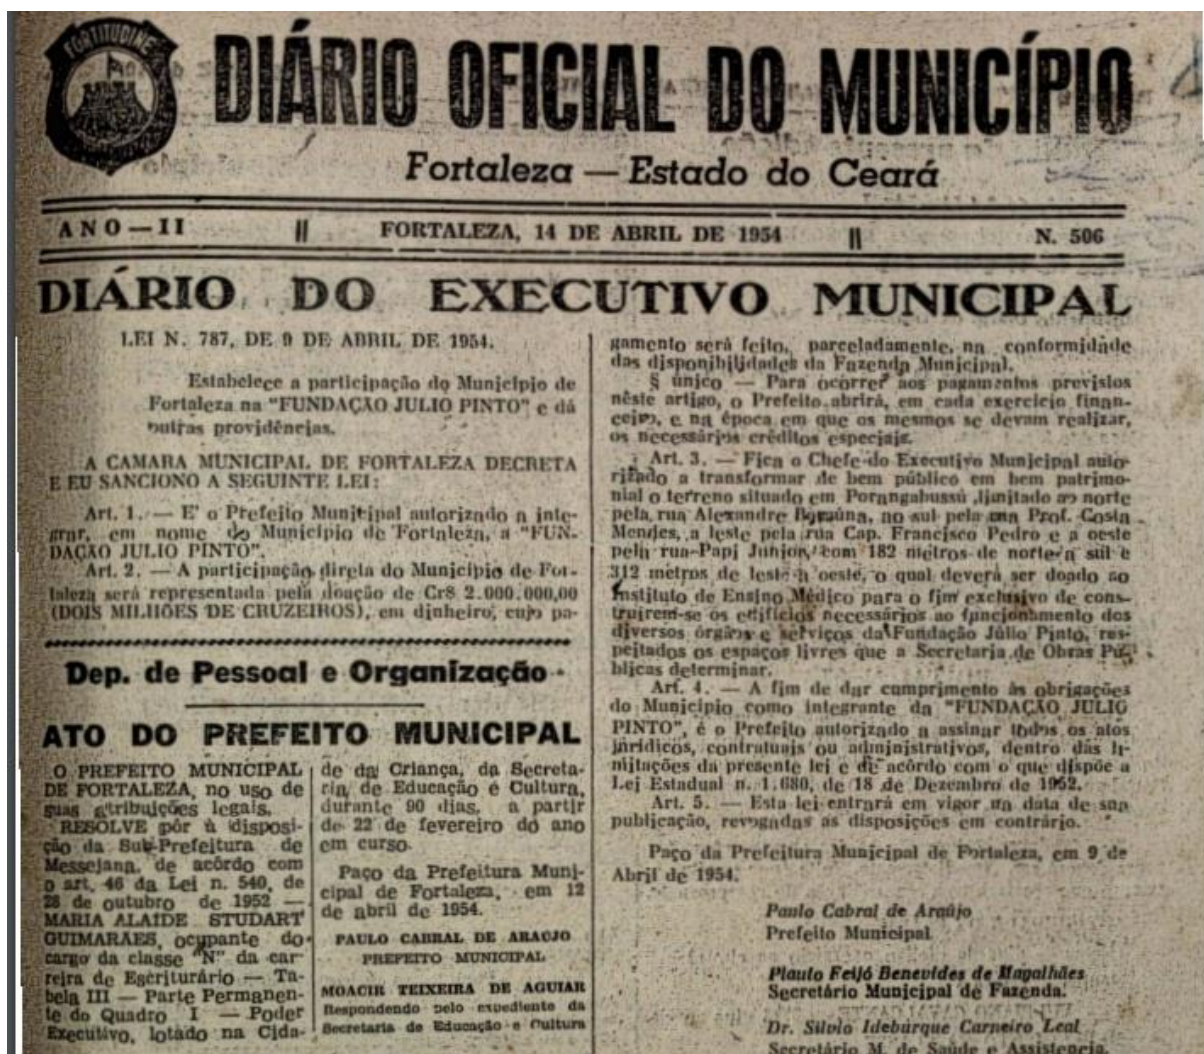 FORTITUDINE
DIÁRIO OFICIAL DO MUNICÍPIO
Fortaleza — Estado do Ceará
ANO — II || FORTALEZA, 14 DE ABRIL DE 1954 || N. 506
DIÁRIO DO EXECUTIVO MUNICIPAL
LEI N. 787, DE 9 DE ABRIL DE 1954.
Estabelece a participação do Município de
Fortaleza na "FUNDAÇÃO JULIO PINTO" e dá
outras providências.
A CAMARA MUNICIPAL DE FORTALEZA DECRETA
E EU SANCIONO A SEGUINTE LEI:
Art. 1. — E' o Prefeito Municipal autorizado a inte-
grar, em nome do Município de Fortaleza, a "FUN-
DAÇÃO JULIO PINTO".
Art. 2. — A participação direta do Município de For-
taleza será representada pela doação de Cr$ 2.000.000,00
(DOIS MILHÕES DE CRUZEIROS), em dinheiro, cujo pa-
gamento será feito, parceladamente, na conformidade
das disponibilidades da Fazenda Municipal.
§ único — Para ocorrer aos pagamentos previstos
nêste artigo, o Prefeito abrirá, em cada exercício finan-
ceiro, e na época em que os mesmos se devam realizar,
os necessários créditos especiais.
Art. 3. — Fica o Chefe do Executivo Municipal auto-
rizado a transformar de bem público em bem patrimo-
nial o terreno situado em Porangabussú, limitado ao norte
pela rua Alexandre Baraúna, ao sul pela rua Prof. Costa
Mendes, a leste pela rua Cap. Francisco Pedro e a oeste
pela rua Papi Junior, com 182 metros de norte a sul e
312 metros de leste a oeste, o qual deverá ser doado ao
Instituto de Ensino Médico para o fim exclusivo de cons-
truirem-se os edifícios necessários ao funcionamento dos
diversos órgãos e serviços da Fundação Júlio Pinto, res-
peitados os espaços livres que a Secretaria de Obras Pú-
blicas determinar.
Art. 4. — A fim de dar cumprimento às obrigações
do Município como integrante da "FUNDAÇÃO JULIO
PINTO", é o Prefeito autorizado a assinar todos os atos
jurídicos, contratuais ou administrativos, dentro das li-
mitações da presente lei e de acôrdo com o que dispõe a
Lei Estadual n. 1.680, de 18 de Dezembro de 1952.
Art. 5. — Esta lei entrará em vigor na data de sua
publicação, revogadas as disposições em contrário.
Paço da Prefeitura Municipal de Fortaleza, em 9 de
Abril de 1954.
Paulo Cabral de Araújo
Prefeito Municipal
Plauto Feijó Benevides de Magalhães
Secretário Municipal de Fazenda.
Dr. Silvio Ideburque Carneiro Leal
Secretário M. de Saúde e Assistencia
Dep. de Pessoal e Organização
ATO DO PREFEITO MUNICIPAL
O PREFEITO MUNICIPAL
DE FORTALEZA, no uso de
suas atribuições legais.
RESOLVE pôr à disposi-
ção da Sub-Prefeitura de
Messejana, de acôrdo com
o art. 46 da Lei n. 540, de
28 de outubro de 1952 —
MARIA ALAIDE STUDART
GUIMARÃES, ocupante do
cargo da classe "N" da car-
reira de Escriturário — Ta-
bela III — Parte Permanen-
te do Quadro I — Poder
Executivo, lotado na Cida-
de da Criança, da Secreta-
ria de Educação e Cultura,
durante 90 dias, a partir
de 22 de fevereiro do ano
em curso.
Paço da Prefeitura Muni-
cipal de Fortaleza, em 12
de abril de 1954.
PAULO CABRAL DE ARAUJO
PREFEITO MUNICIPAL
MOACIR TEIXEIRA DE AGUIAR
Respondendo pelo expediente da
Secretaria de Educação e Cultura